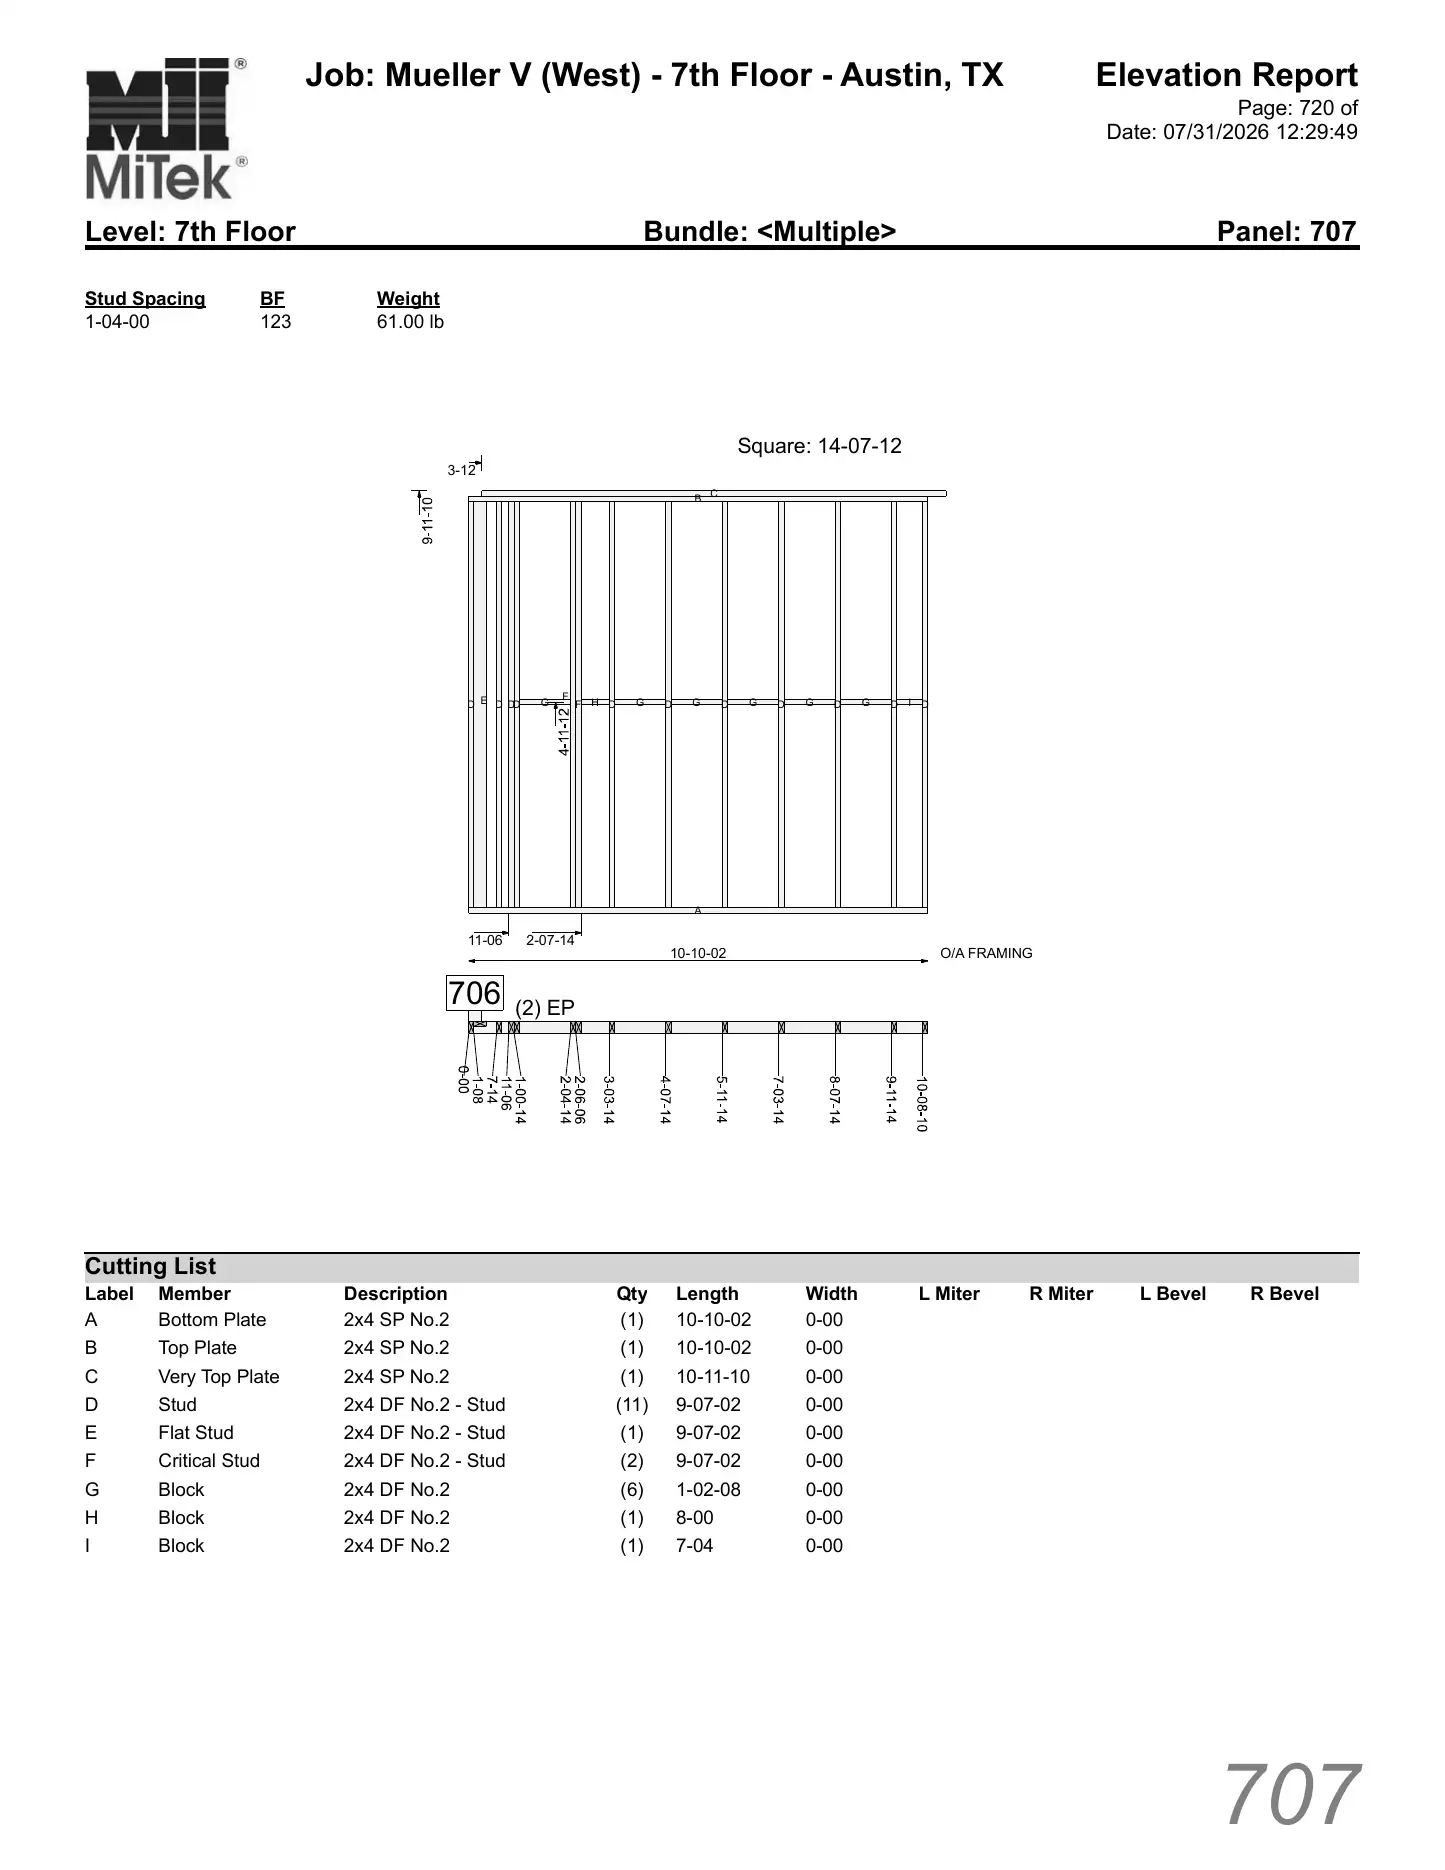 Job: Mueller V (West) - 7th Floor - Austin, TX
Elevation Report
Page: 720 of
Date: 07/31/2026 12:29:49
MiTek®
Level: 7th Floor Bundle: <Multiple> Panel: 707
Stud Spacing BF Weight
1-04-00 123 61.00 lb
Square: 14-07-12
3-12
9-11-10
C
B
E G F F H G G G G G I
D D D D D D D D D D D
4-11-12
A
11-06 2-07-14
10-10-02 O/A FRAMING
706 (2) EP
0-00 1-08 7-14 11-06 1-00-14 2-04-14 2-06-06 3-03-14 4-07-14 5-11-14 7-03-14 8-07-14 9-11-14 10-08-10
Cutting List
Label Member Description Qty Length Width L Miter R Miter L Bevel R Bevel
A Bottom Plate 2x4 SP No.2 (1) 10-10-02 0-00
B Top Plate 2x4 SP No.2 (1) 10-10-02 0-00
C Very Top Plate 2x4 SP No.2 (1) 10-11-10 0-00
D Stud 2x4 DF No.2 - Stud (11) 9-07-02 0-00
E Flat Stud 2x4 DF No.2 - Stud (1) 9-07-02 0-00
F Critical Stud 2x4 DF No.2 - Stud (2) 9-07-02 0-00
G Block 2x4 DF No.2 (6) 1-02-08 0-00
H Block 2x4 DF No.2 (1) 8-00 0-00
I Block 2x4 DF No.2 (1) 7-04 0-00
707